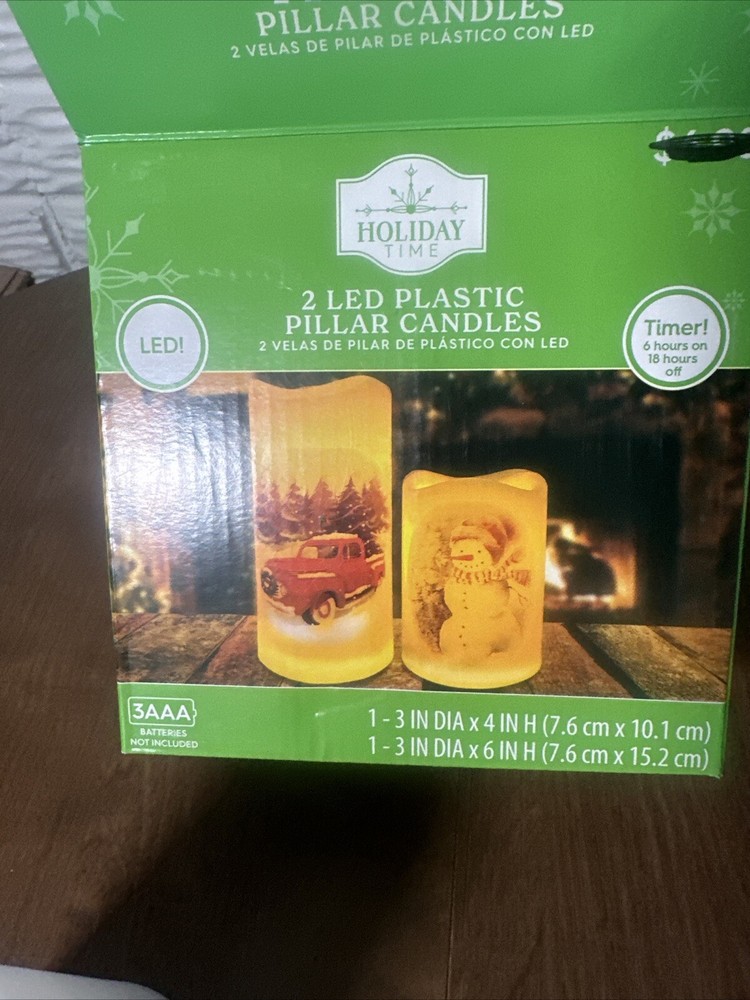 PILLAR CANDLES
2 VELAS DE PILAR DE PLÁSTICO CON LED
HOLIDAY
TIME
2 LED PLASTIC
PILLAR CANDLES
2 VELAS DE PILAR DE PLÁSTICO CON LED
LED!
Timer!
6 hours on
18 hours
off
3AAA
BATTERIES
NOT INCLUDED
1 - 3 IN DIA x 4 IN H (7.6 cm x 10.1 cm)
1 - 3 IN DIA x 6 IN H (7.6 cm x 15.2 cm)